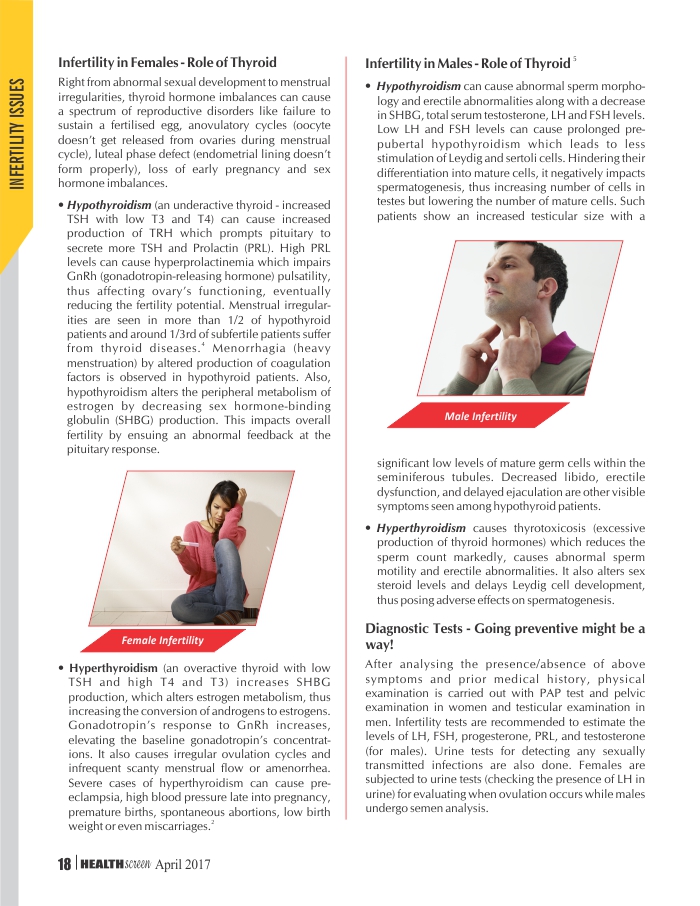 INFERTILITY ISSUES
Infertility in Females - Role of Thyroid
Right from abnormal sexual development to menstrual
irregularities, thyroid hormone imbalances can cause
a spectrum of reproductive disorders like failure to
sustain a fertilised egg, anovulatory cycles (oocyte
doesn't get released from ovaries during menstrual
cycle), luteal phase defect (endometrial lining doesn't
form properly), loss of early pregnancy and sex
hormone imbalances.
• Hypothyroidism (an underactive thyroid - increased
TSH with low T3 and T4) can cause increased
production of TRH which prompts pituitary to
secrete more TSH and Prolactin (PRL). High PRL
levels can cause hyperprolactinemia which impairs
GnRH (gonadotropin-releasing hormone) pulsatility,
thus affecting ovary's functioning, eventually
reducing the fertility potential. Menstrual irregular-
ities are seen in more than 1/2 of hypothyroid
patients and around 1/3rd of subfertile patients suffer
from thyroid diseases.4 Menorrhagia (heavy
menstruation) by altered production of coagulation
factors is observed in hypothyroid patients. Also,
hypothyroidism alters the peripheral metabolism of
estrogen by decreasing sex hormone-binding
globulin (SHBG) production. This impacts overall
fertility by ensuing an abnormal feedback at the
pituitary response.
Female Infertility
• Hyperthyroidism (an overactive thyroid with low
TSH and high T4 and T3) increases SHBG
production, which alters estrogen metabolism, thus
increasing the conversion of androgens to estrogens.
Gonadotropin's response to GnRH increases,
elevating the baseline gonadotropin's concentrat-
ions. It also causes irregular ovulation cycles and
infrequent scanty menstrual flow or amenorrhea.
Severe cases of hyperthyroidism can cause pre-
eclampsia, high blood pressure late into pregnancy,
premature births, spontaneous abortions, low birth
weight or even miscarriages.2
Infertility in Males - Role of Thyroid 5
• Hypothyroidism can cause abnormal sperm morpho-
logy and erectile abnormalities along with a decrease
in SHBG, total serum testosterone, LH and FSH levels.
Low LH and FSH levels can cause prolonged pre-
pubertal hypothyroidism which leads to less
stimulation of Leydig and sertoli cells. Hindering their
differentiation into mature cells, it negatively impacts
spermatogenesis, thus increasing number of cells in
testes but lowering the number of mature cells. Such
patients show an increased testicular size with a
Male Infertility
significant low levels of mature germ cells within the
seminiferous tubules. Decreased libido, erectile
dysfunction, and delayed ejaculation are other visible
symptoms seen among hypothyroid patients.
• Hyperthyroidism causes thyrotoxicosis (excessive
production of thyroid hormones) which reduces the
sperm count markedly, causes abnormal sperm
motility and erectile abnormalities. It also alters sex
steroid levels and delays Leydig cell development,
thus posing adverse effects on spermatogenesis.
Diagnostic Tests - Going preventive might be a
way!
After analysing the presence/absence of above
symptoms and prior medical history, physical
examination is carried out with PAP test and pelvic
examination in women and testicular examination in
men. Infertility tests are recommended to estimate the
levels of LH, FSH, progesterone, PRL, and testosterone
(for males). Urine tests for detecting any sexually
transmitted infections are also done. Females are
subjected to urine tests (checking the presence of LH in
urine) for evaluating when ovulation occurs while males
undergo semen analysis.
18 | HEALTHscreen April 2017